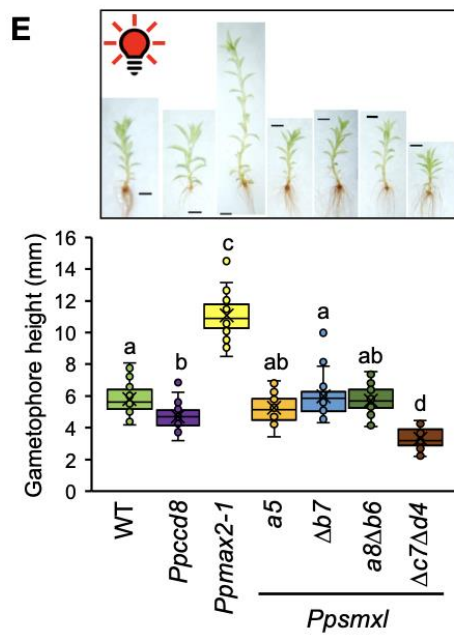 E
Gametophore height (mm)
16
14
12
10
8
6
4
2
0
a
b
c
ab
a
ab
d
WT
Ppccd8
Ppmax2-1
a5
Δb7
a8Δb6
Δc7Δd4
Ppsmxl